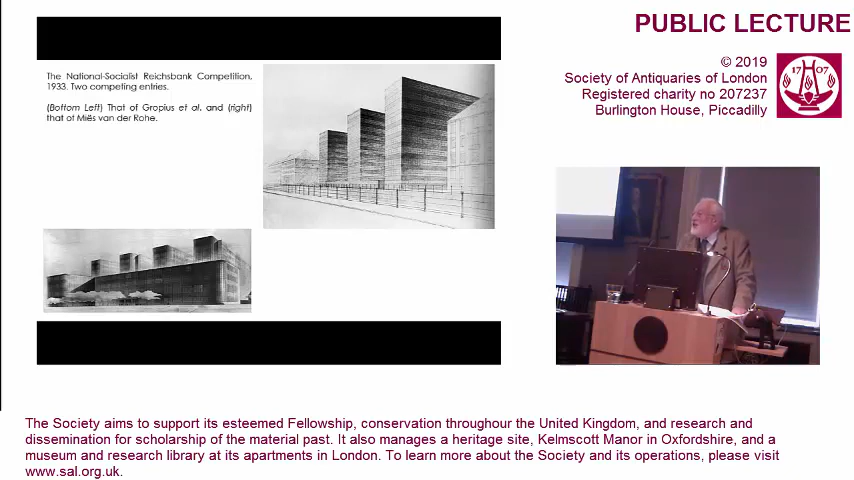 PUBLIC LECTURE
© 2019
Society of Antiquaries of London
Registered charity no 207237
Burlington House, Piccadilly
17 07
The National-Socialist Reichsbank Competition,
1933. Two competing entries.
(Bottom Left) That of Gropius et al. and (right)
that of Miës van der Rohe.
The Society aims to support its esteemed Fellowship, conservation throughour the United Kingdom, and research and
dissemination for scholarship of the material past. It also manages a heritage site, Kelmscott Manor in Oxfordshire, and a
museum and research library at its apartments in London. To learn more about the Society and its operations, please visit
www.sal.org.uk.